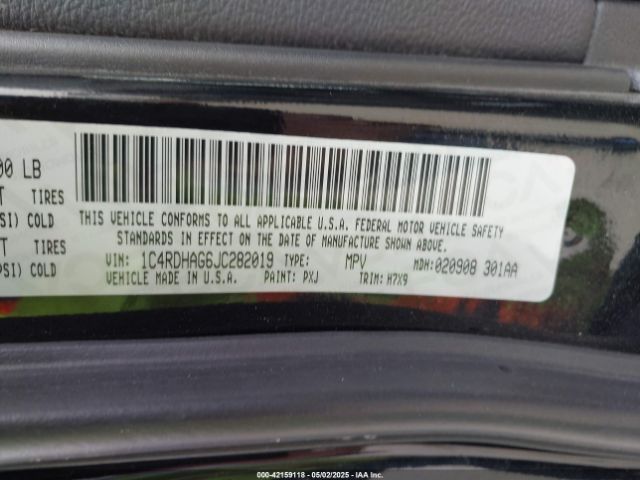 00 LB
T TIRES
PSI) COLD
T TIRES
PSI) COLD
THIS VEHICLE CONFORMS TO ALL APPLICABLE U.S.A. FEDERAL MOTOR VEHICLE SAFETY
STANDARDS IN EFFECT ON THE DATE OF MANUFACTURE SHOWN ABOVE.
VIN: 1C4RDHAG6JC282019 TYPE: MPV MDH: 020908 301AA
VEHICLE MADE IN U.S.A. PAINT: PXJ TRIM: H7X9
000-42159118 - 05/02/2025 - IAA Inc.